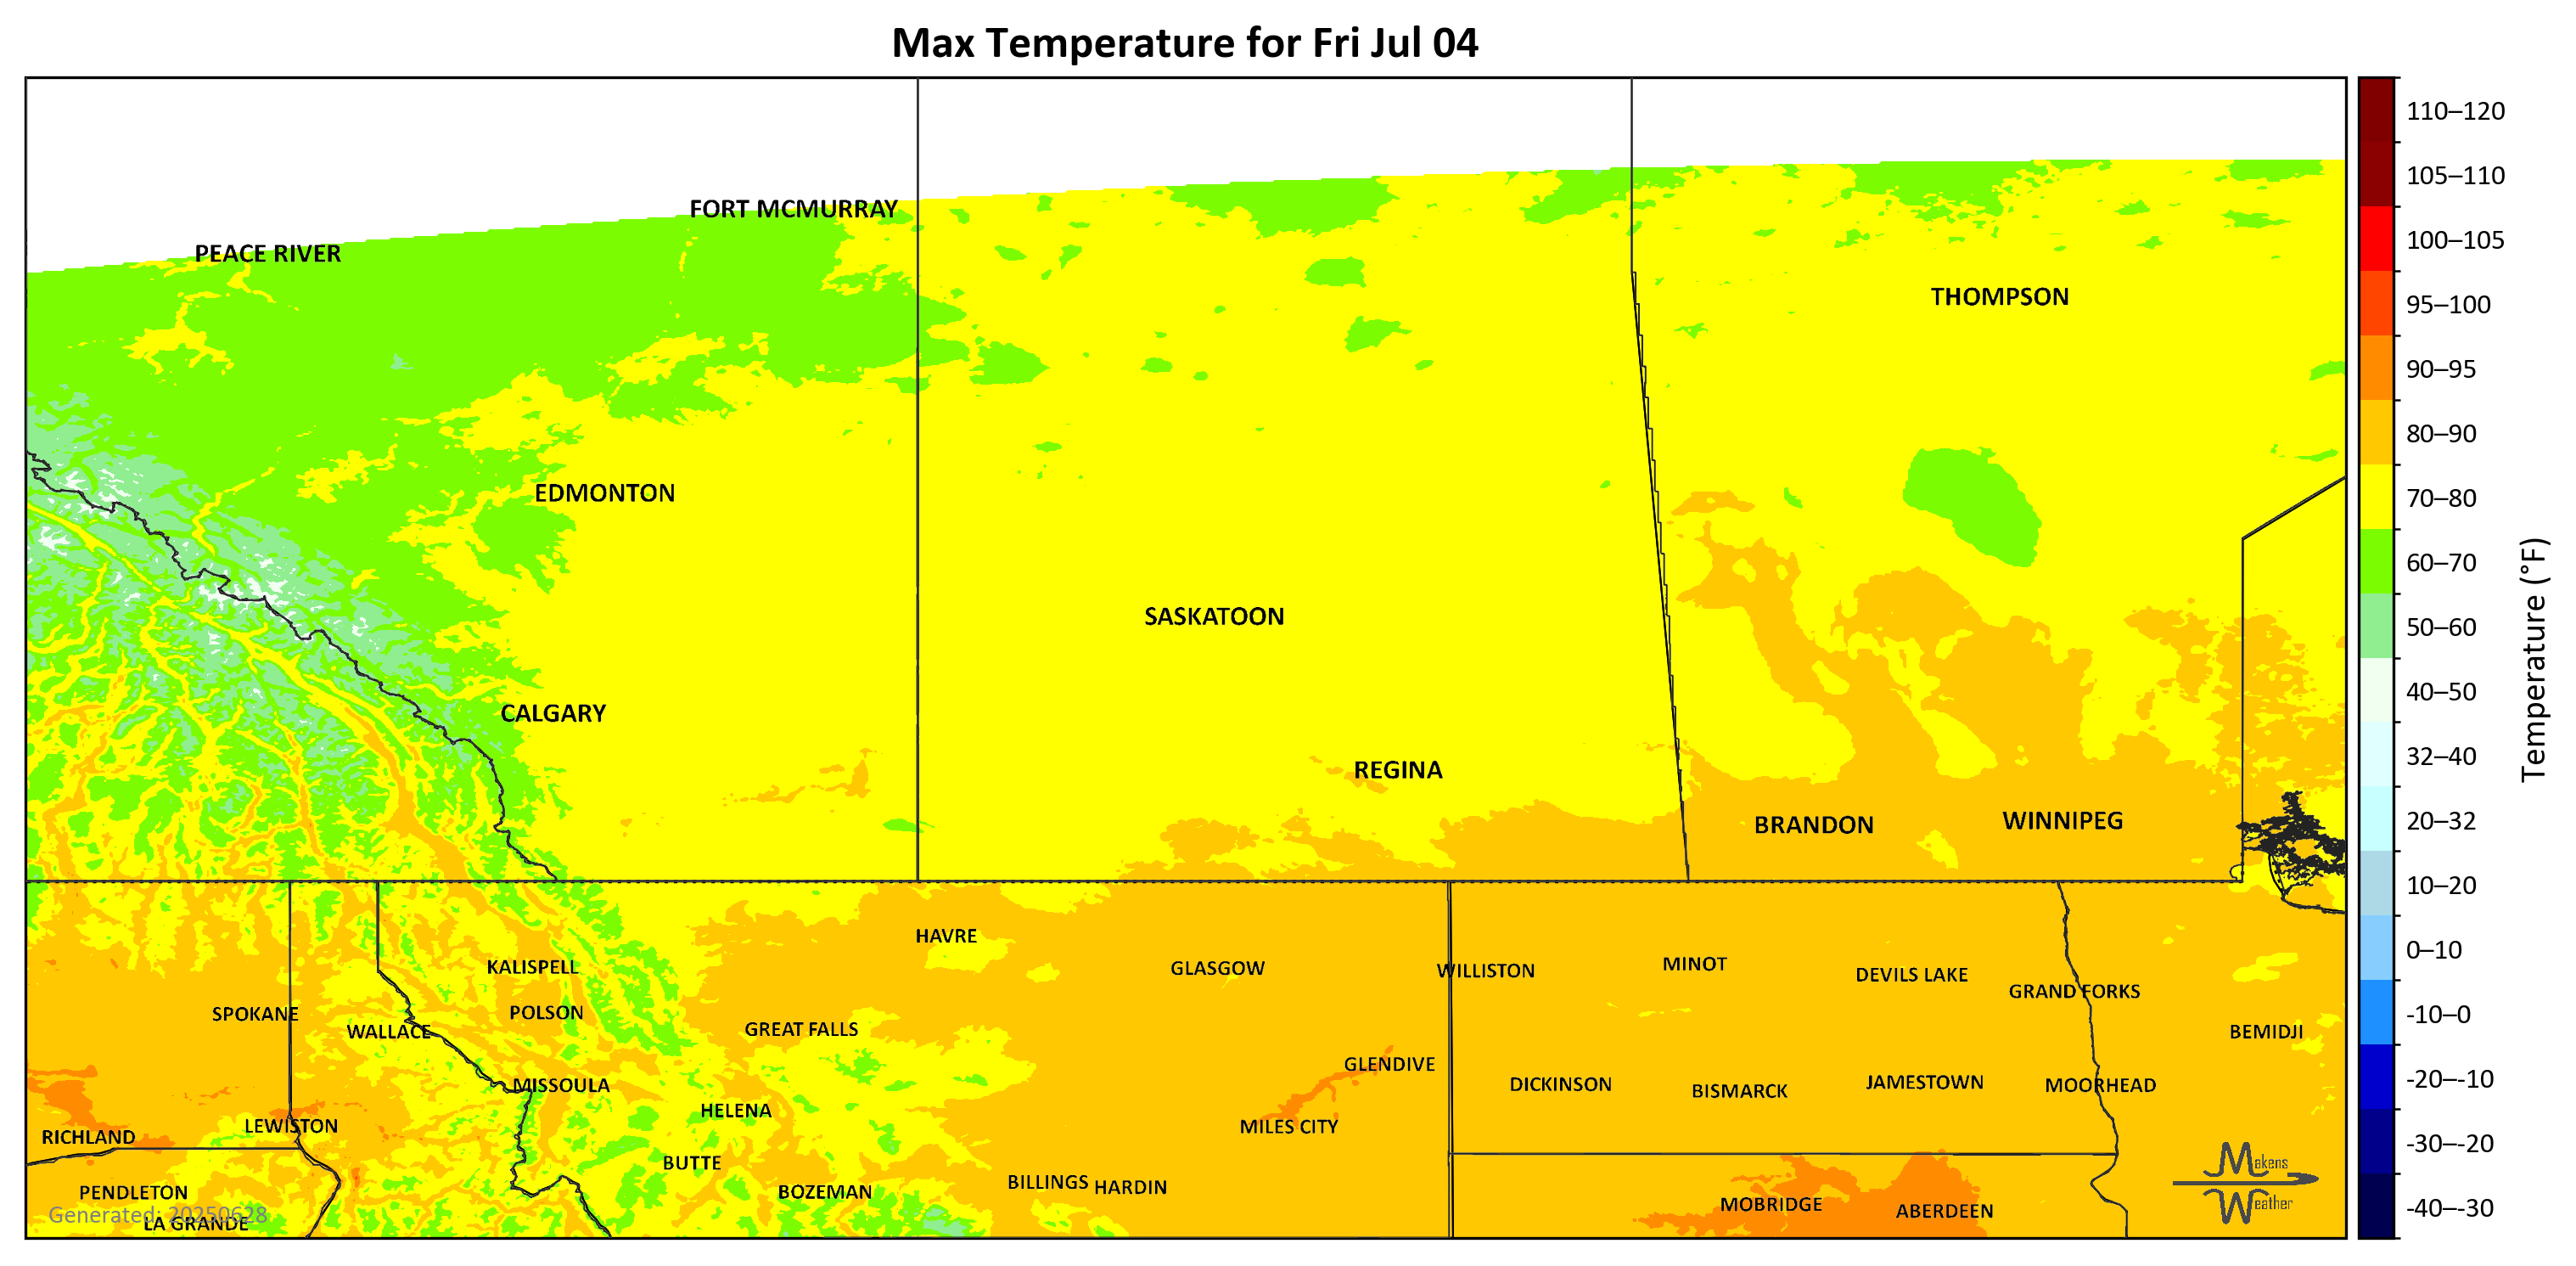 Max Temperature for Fri Jul 04
110–120
105–110
100–105
95–100
90–95
80–90
70–80
60–70
50–60
40–50
32–40
20–32
10–20
0–10
-10–0
-20–-10
-30–-20
-40–-30
Temperature (°F)
FORT MCMURRAY
PEACE RIVER
THOMPSON
EDMONTON
SASKATOON
CALGARY
REGINA
BRANDON
WINNIPEG
HAVRE
KALISPELL
GLASGOW
WILLISTON
MINOT
DEVILS LAKE
GRAND FORKS
SPOKANE
POLSON
WALLACE
GREAT FALLS
BEMIDJI
GLENDIVE
MISSOULA
DICKINSON
BISMARCK
JAMESTOWN
MOORHEAD
HELENA
LEWISTON
MILES CITY
RICHLAND
BUTTE
BILLINGS
HARDIN
PENDLETON
BOZEMAN
MOBRIDGE
ABERDEEN
LA GRANDE
Generated: 20250628
Makens
Weather